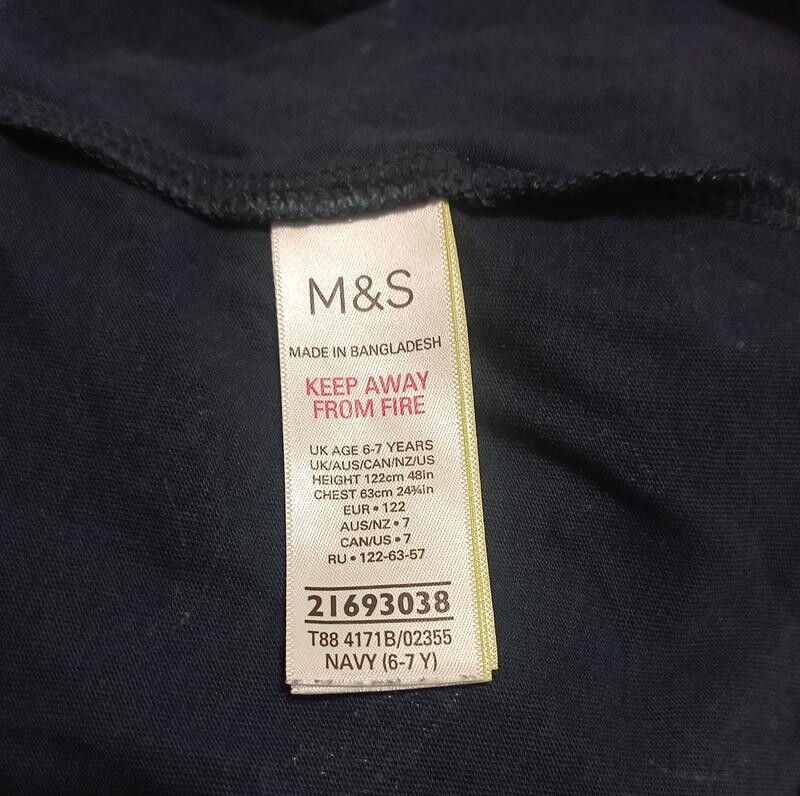 M&S
MADE IN BANGLADESH
KEEP AWAY
FROM FIRE
UK AGE 6-7 YEARS
UK/AUS/CAN/NZ/US
HEIGHT 122cm 48in
CHEST 63cm 24¾in
EUR • 122
AUS/NZ • 7
CAN/US • 7
RU • 122-63-57
21693038
T88 4171B/02355
NAVY (6-7 Y)